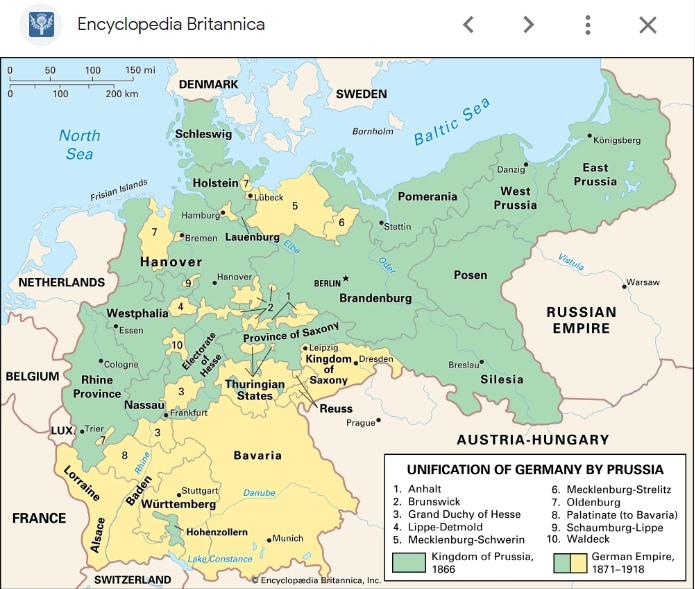 Encyclopedia Britannica
0 50 100 150 mi
0 100 200 km
DENMARK
SWEDEN
North
Sea
Schleswig
Bornholm
Baltic Sea
Königsberg
Frisian Islands
Holstein
7
Lübeck
Danzig
East
Prussia
Hamburg
5
Pomerania
West
Prussia
7
Bremen
Lauenburg
6
Stettin
Elbe
Oder
Hanover
NETHERLANDS
9
Hanover
BERLIN
Posen
Vistula
Warsaw
Westphalia
4
2
1
Brandenburg
RUSSIAN
EMPIRE
Essen
10
Electorate
of
Hesse
Province of Saxony
Leipzig
Cologne
Kingdom
of
Saxony
Dresden
Breslau
BELGIUM
Rhine
Province
Thuringian
States
Silesia
3
Nassau
Frankfurt
Reuss
Prague
LUX.
Trier
7
3
AUSTRIA-HUNGARY
8
Rhine
Bavaria
Lorraine
Baden
Stuttgart
Danube
Württemberg
FRANCE
Alsace
Hohenzollern
Munich
Lake Constance
SWITZERLAND
© Encyclopædia Britannica, Inc.
UNIFICATION OF GERMANY BY PRUSSIA
1. Anhalt
2. Brunswick
3. Grand Duchy of Hesse
4. Lippe-Detmold
5. Mecklenburg-Schwerin
6. Mecklenburg-Strelitz
7. Oldenburg
8. Palatinate (to Bavaria)
9. Schaumburg-Lippe
10. Waldeck
Kingdom of Prussia,
1866
German Empire,
1871–1918